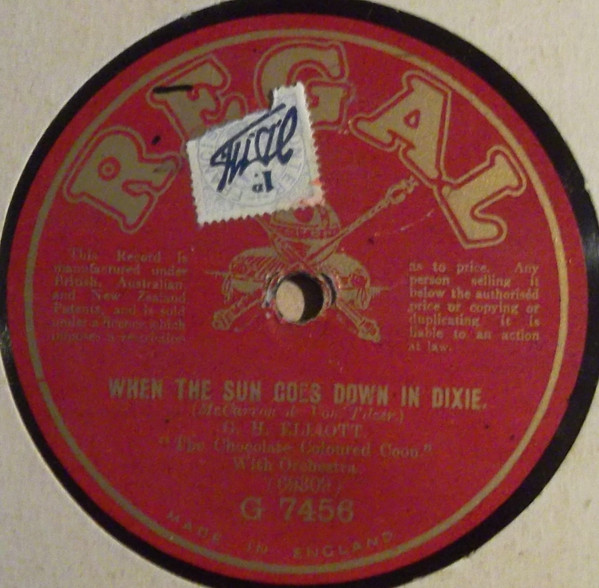 REGAL
1D.
This Record is
manufactured under
British, Australian,
and New Zealand
Patents, and is sold
under a licence which
as to price. Any
person selling it
below the authorised
price or copying or
duplicating it is
liable to an action
at law.
WHEN THE SUN GOES DOWN IN DIXIE.
(McCarron & Von Tilzer)
G. H. ELLIOTT.
"The Chocolate Coloured Coon."
With Orchestra.
G 7456
MADE IN ENGLAND